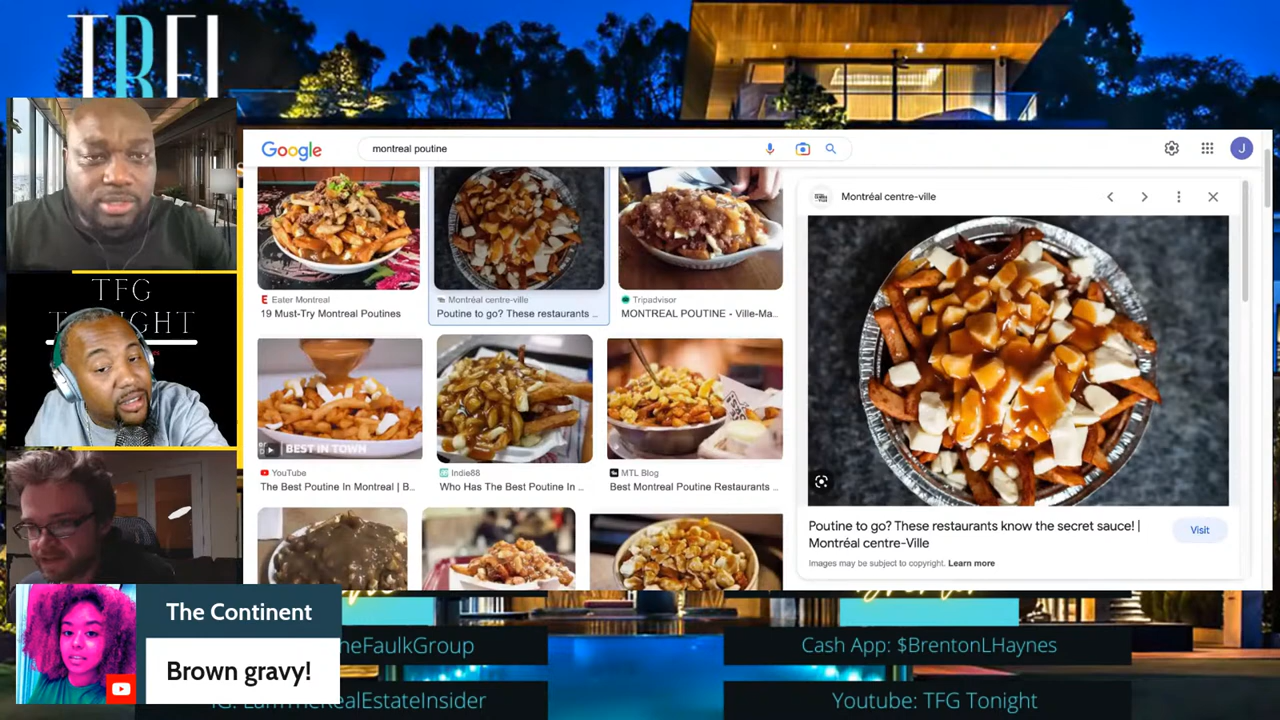 TREI
TFG
TONIGHT
Google
montreal poutine
J
Eater Montreal
19 Must-Try Montreal Poutines
Montréal centre-ville
Poutine to go? These restaurants ...
Tripadvisor
MONTREAL POUTINE - Ville-Ma...
BEST IN TOWN
YouTube
The Best Poutine In Montreal | B...
Indie88
Who Has The Best Poutine In ...
MTL Blog
Best Montreal Poutine Restaurants ...
Montréal centre-ville
Poutine to go? These restaurants know the secret sauce! |
Montréal centre-Ville
Visit
Images may be subject to copyright. Learn more
The Continent
Brown gravy!
heFaulkGroup
Cash App: $BrentonLHaynes
IG: IamTheRealEstateInsider
Youtube: TFG Tonight